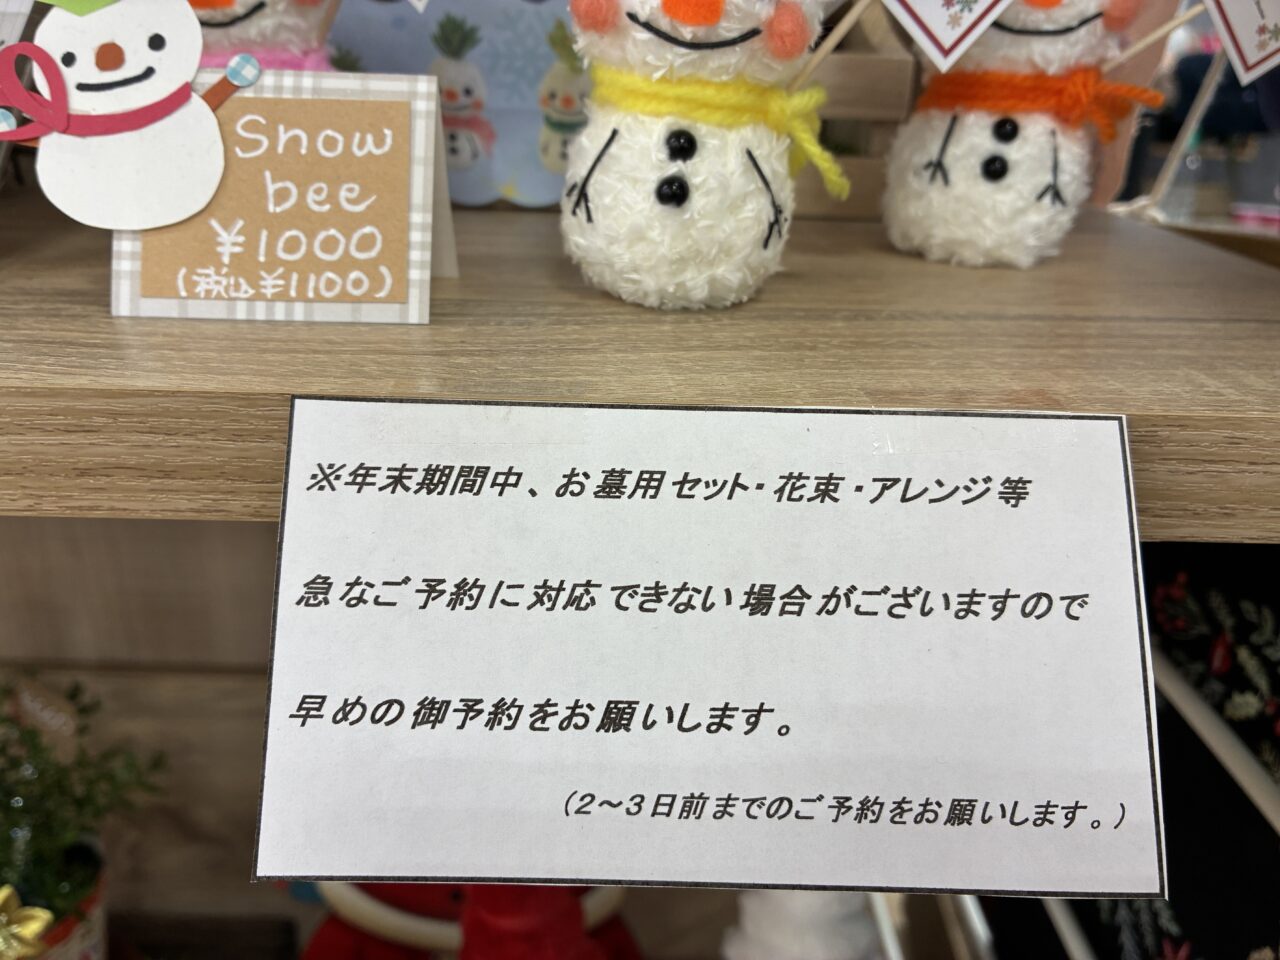 Snow
bee
¥1000
(税込¥1100)
※年末期間中、お墓用セット・花束・アレンジ等
急なご予約に対応できない場合がございますので
早めの御予約をお願いします。
(2～3日前までのご予約をお願いします。)